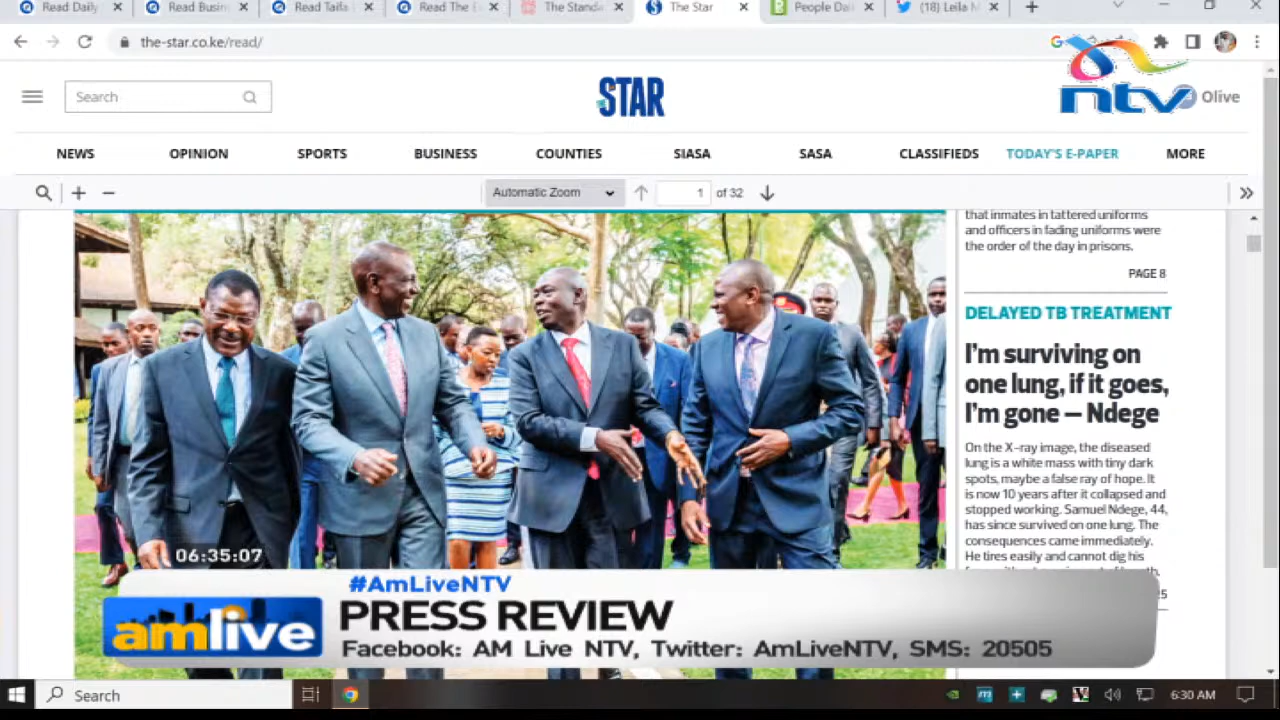 Read Daily
Read Busin
Read Taifa
Read The E
The Standa
The Star
People Dai
(18) Leila M
the-star.co.ke/read/
Search
STAR
ntv
Olive
NEWS
OPINION
SPORTS
BUSINESS
COUNTIES
SIASA
SASA
CLASSIFIEDS
TODAY'S E-PAPER
MORE
Automatic Zoom
1 of 32
that inmates in tattered uniforms
and officers in fading uniforms were
the order of the day in prisons.
PAGE 8
DELAYED TB TREATMENT
I'm surviving on
one lung, if it goes,
I'm gone – Ndege
On the X-ray image, the diseased
lung is a white mass with tiny dark
spots, maybe a false ray of hope. It
is now 10 years after it collapsed and
stopped working. Samuel Ndege, 44,
has since survived on one lung. The
consequences came immediately.
He tires easily and cannot dig his
06:35:07
#AmLiveNTV
amlive
PRESS REVIEW
Facebook: AM Live NTV, Twitter: AmLiveNTV, SMS: 20505
Search
6:30 AM